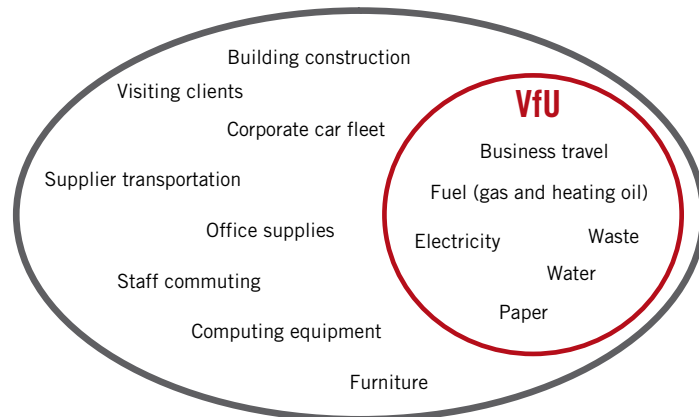 Building construction
Visiting clients
Corporate car fleet
Supplier transportation
Office supplies
Staff commuting
Computing equipment
Furniture
VfU
Business travel
Fuel (gas and heating oil)
Electricity
Waste
Water
Paper